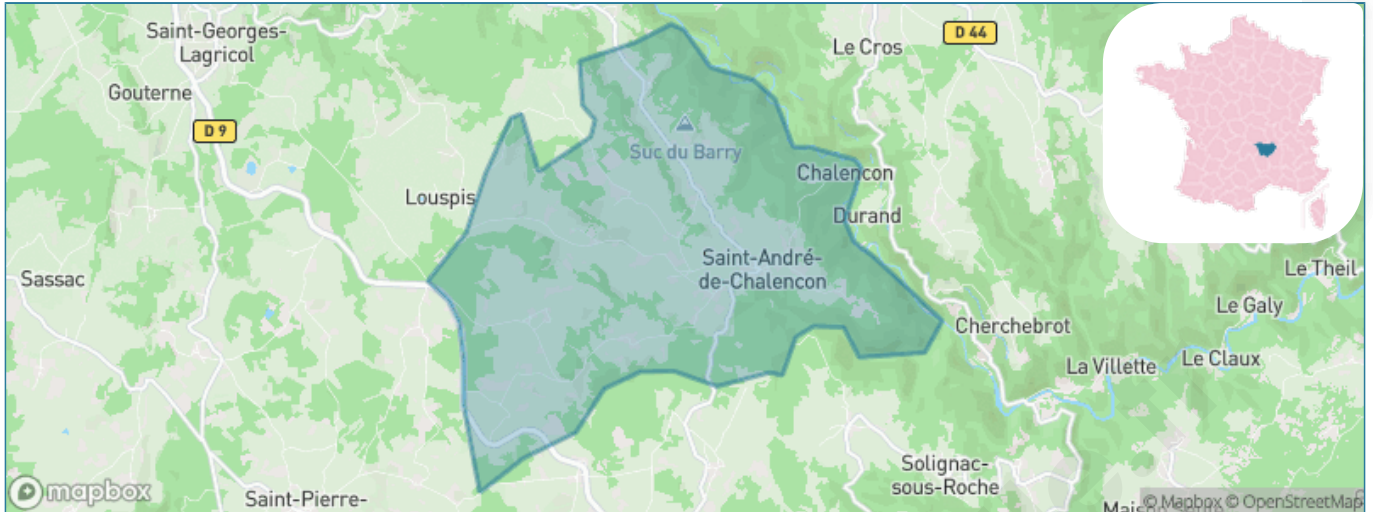 Saint-Georges-
Lagricol
Le Cros
D 44
Gouterne
D 9
Suc du Barry
Chalencon
Louspis
Durand
Saint-André-
de-Chalencon
Sassac
Le Theil
Le Galy
Cherchebrot
La Villette
Le Claux
Solignac-
sous-Roche
mapbox
Saint-Pierre-
© Mapbox © OpenStreetMap